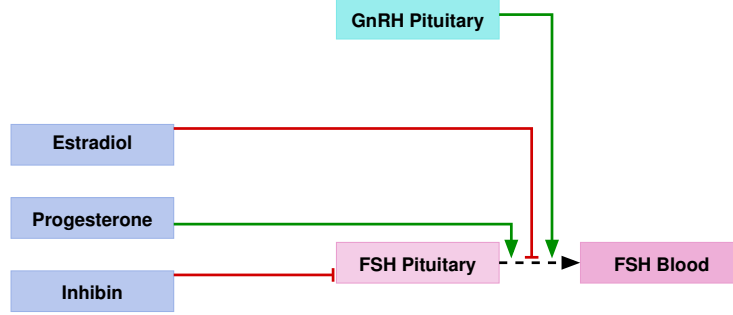 GnRH Pituitary
Estradiol
Progesterone
FSH Pituitary
FSH Blood
Inhibin